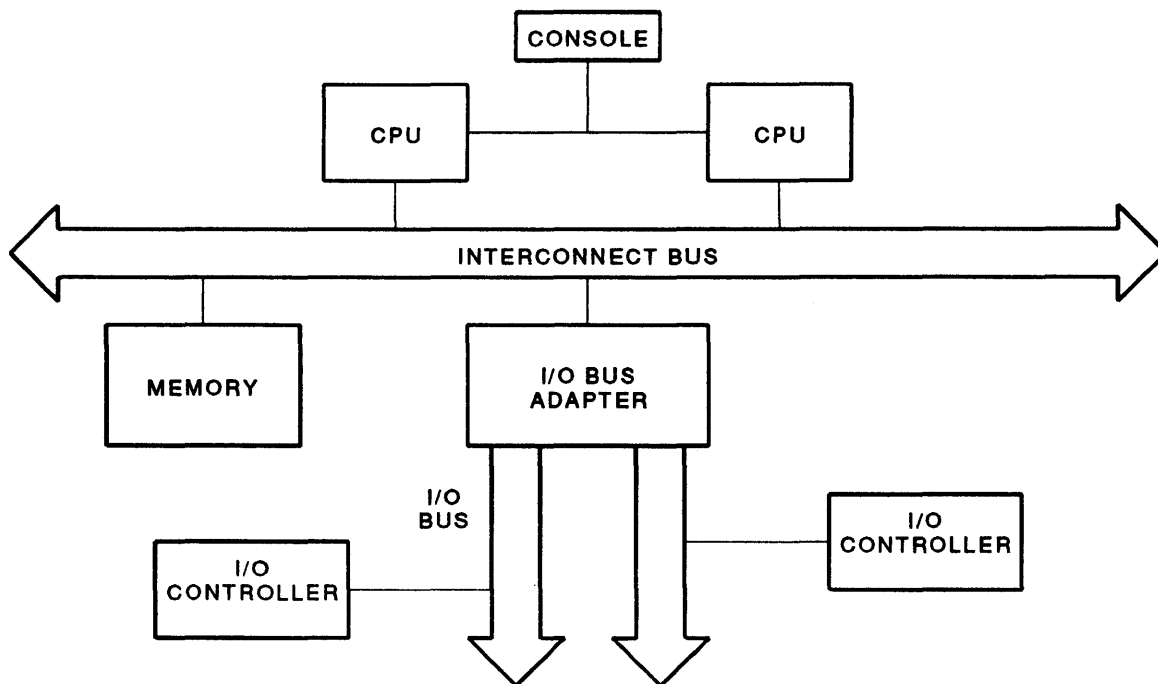 CONSOLE
CPU
CPU
INTERCONNECT BUS
MEMORY
I/O BUS
ADAPTER
I/O
BUS
I/O
CONTROLLER
I/O
CONTROLLER